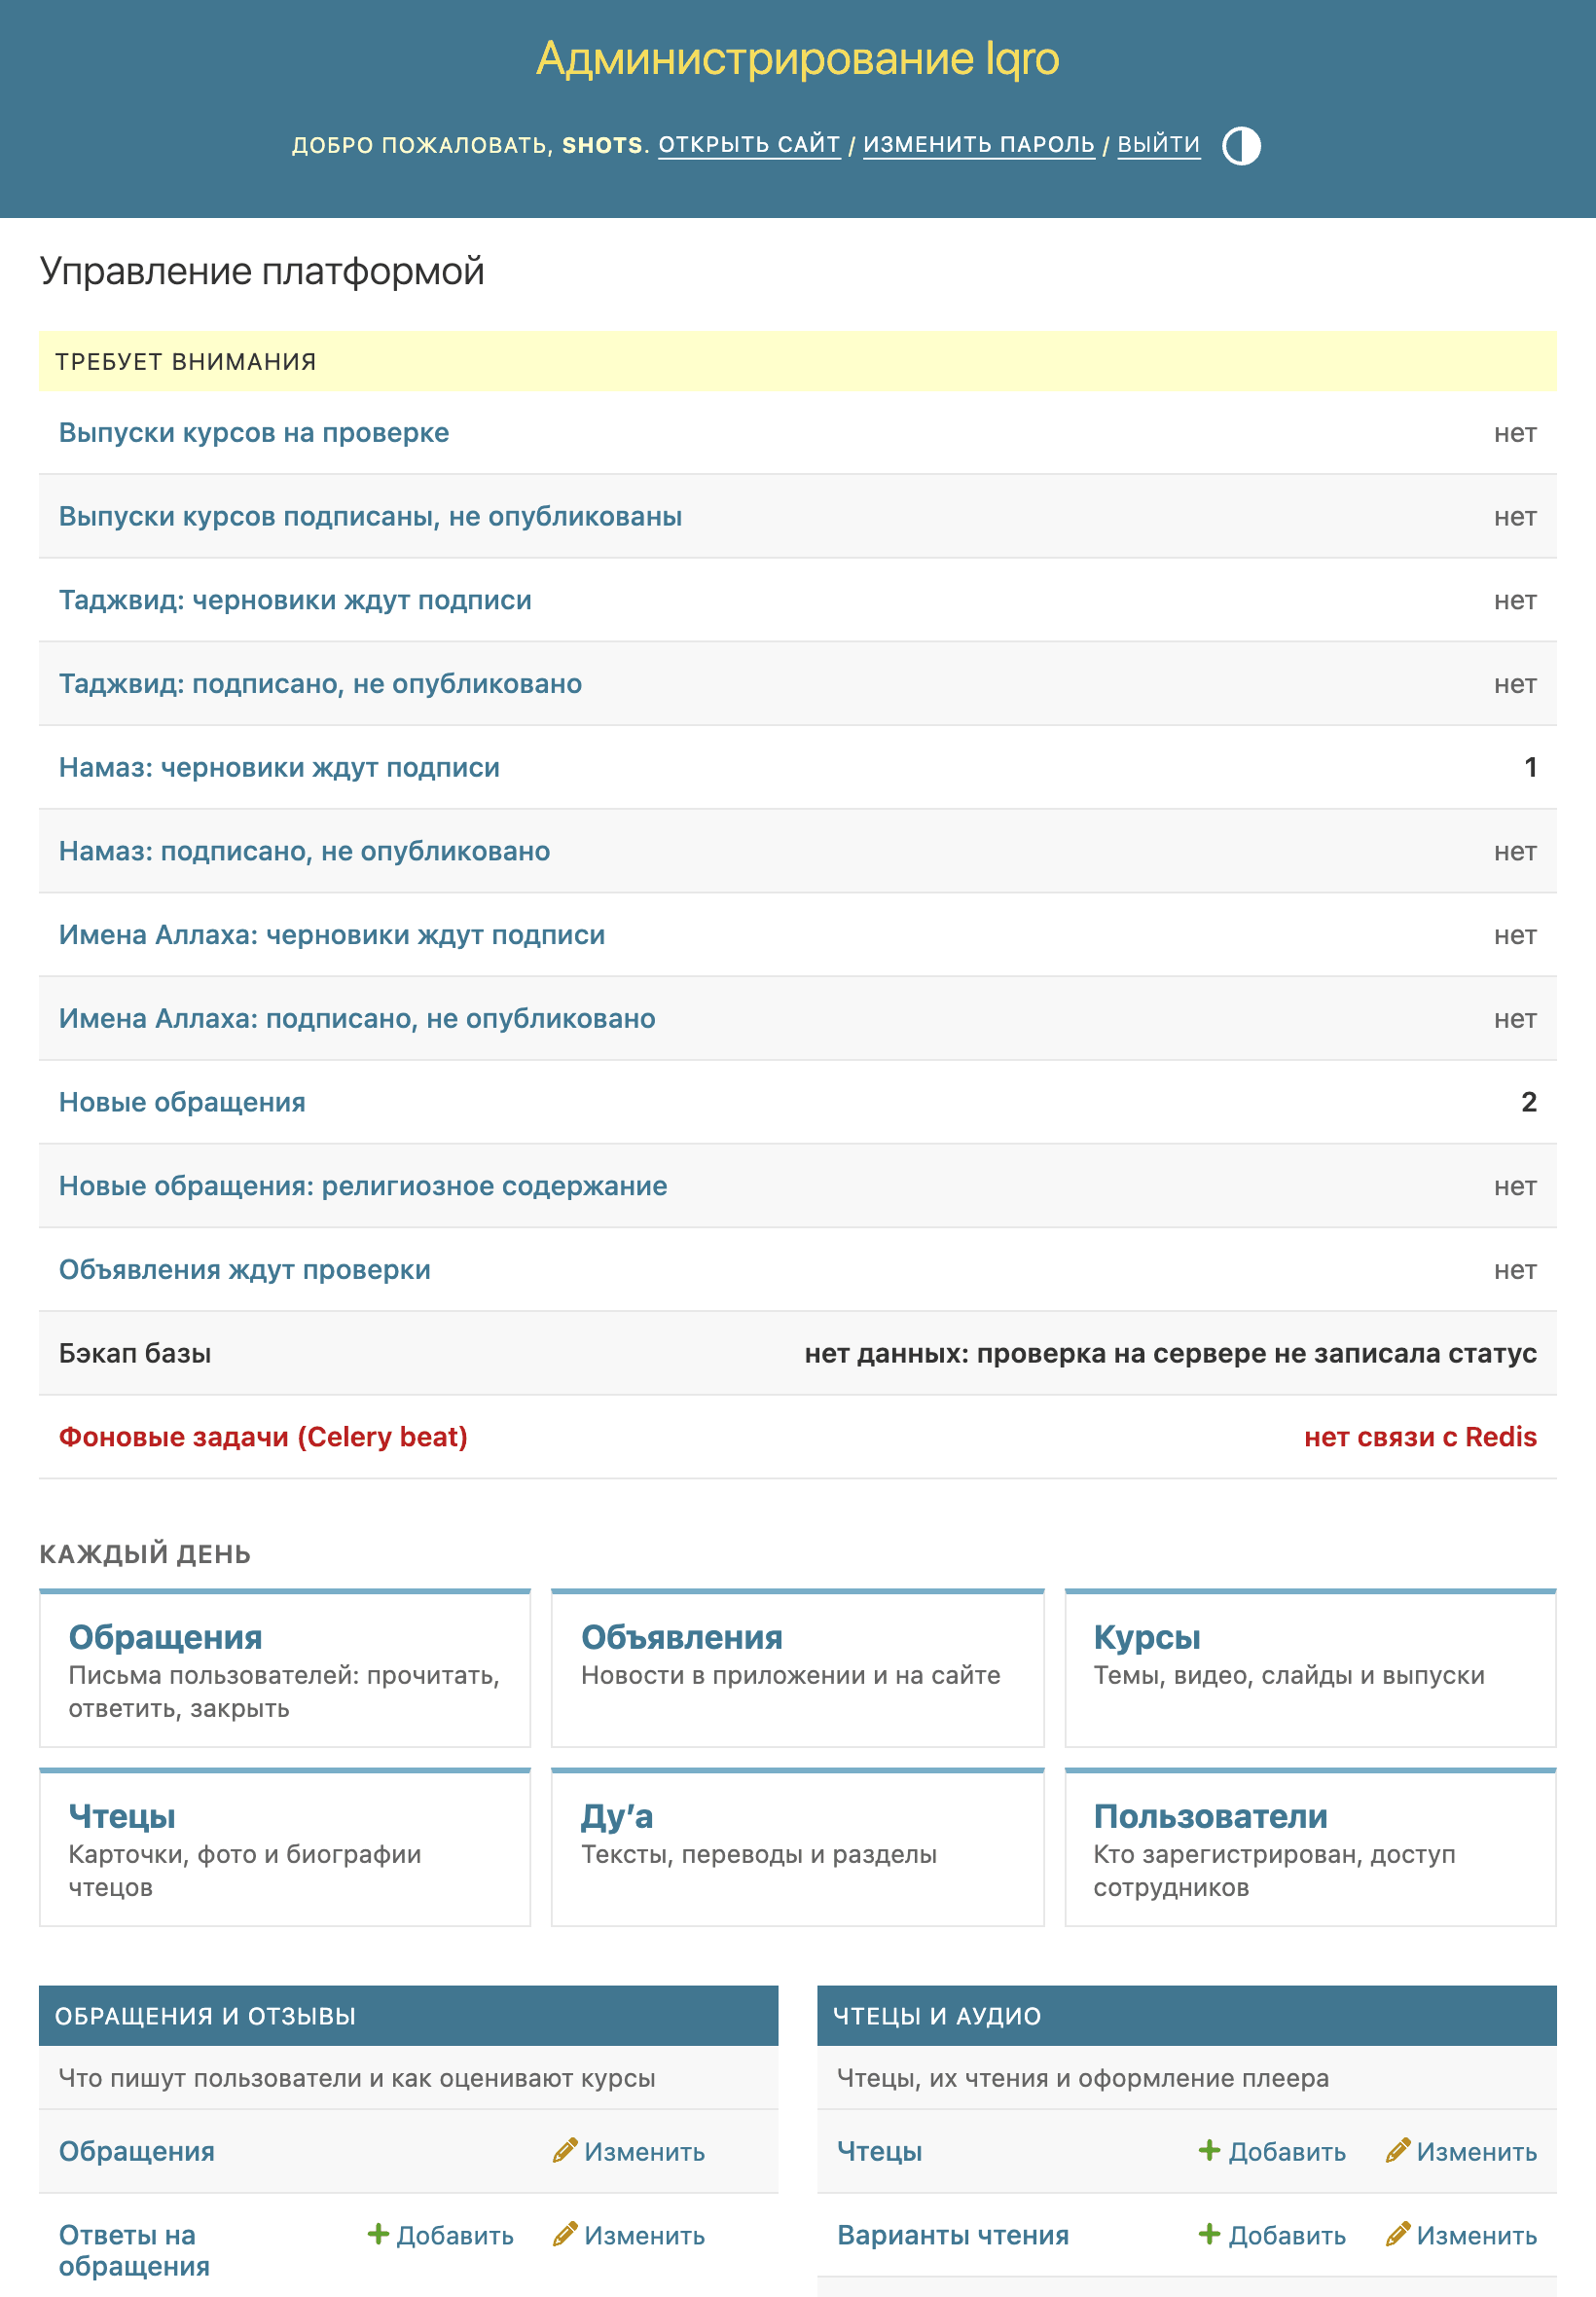 Администрирование Iqro
ДОБРО ПОЖАЛОВАТЬ, SHOTS. ОТКРЫТЬ САЙТ / ИЗМЕНИТЬ ПАРОЛЬ / ВЫЙТИ
Управление платформой
ТРЕБУЕТ ВНИМАНИЯ
Выпуски курсов на проверке нет
Выпуски курсов подписаны, не опубликованы нет
Таджвид: черновики ждут подписи нет
Таджвид: подписано, не опубликовано нет
Намаз: черновики ждут подписи 1
Намаз: подписано, не опубликовано нет
Имена Аллаха: черновики ждут подписи нет
Имена Аллаха: подписано, не опубликовано нет
Новые обращения 2
Новые обращения: религиозное содержание нет
Объявления ждут проверки нет
Бэкап базы нет данных: проверка на сервере не записала статус
Фоновые задачи (Celery beat) нет связи с Redis
КАЖДЫЙ ДЕНЬ
Обращения
Письма пользователей: прочитать,
ответить, закрыть
Объявления
Новости в приложении и на сайте
Курсы
Темы, видео, слайды и выпуски
Чтецы
Карточки, фото и биографии
чтецов
Ду’а
Тексты, переводы и разделы
Пользователи
Кто зарегистрирован, доступ
сотрудников
ОБРАЩЕНИЯ И ОТЗЫВЫ
Что пишут пользователи и как оценивают курсы
Обращения Изменить
Ответы на
обращения Добавить Изменить
ЧТЕЦЫ И АУДИО
Чтецы, их чтения и оформление плеера
Чтецы Добавить Изменить
Варианты чтения Добавить Изменить